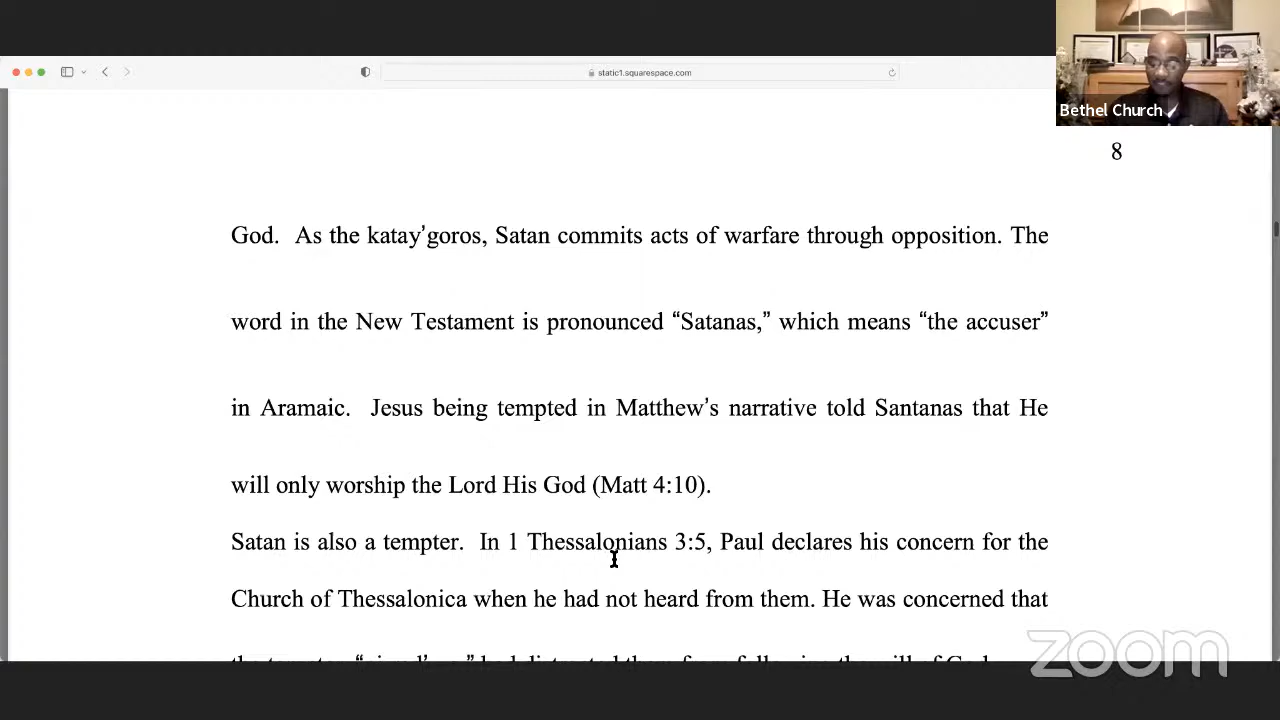 static1.squarespace.com
Bethel Church
8
God. As the katay’goros, Satan commits acts of warfare through opposition. The
word in the New Testament is pronounced “Satanas,” which means “the accuser”
in Aramaic. Jesus being tempted in Matthew’s narrative told Santanas that He
will only worship the Lord His God (Matt 4:10).
Satan is also a tempter. In 1 Thessalonians 3:5, Paul declares his concern for the
Church of Thessalonica when he had not heard from them. He was concerned that
zoom